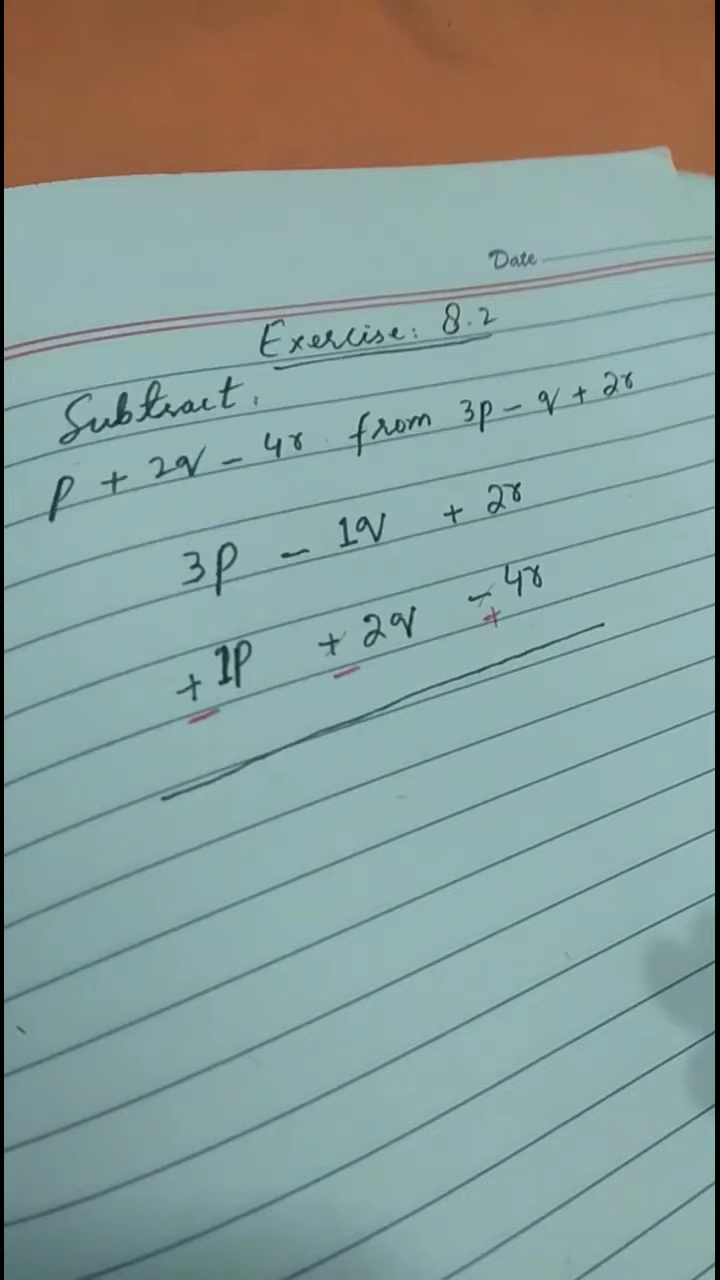 Date
Exercise: 8.2
Subtract.
p + 2q - 4r from 3p - q + 2r
3p - 1q + 2r
+ 1p + 2q - 4r
- - +